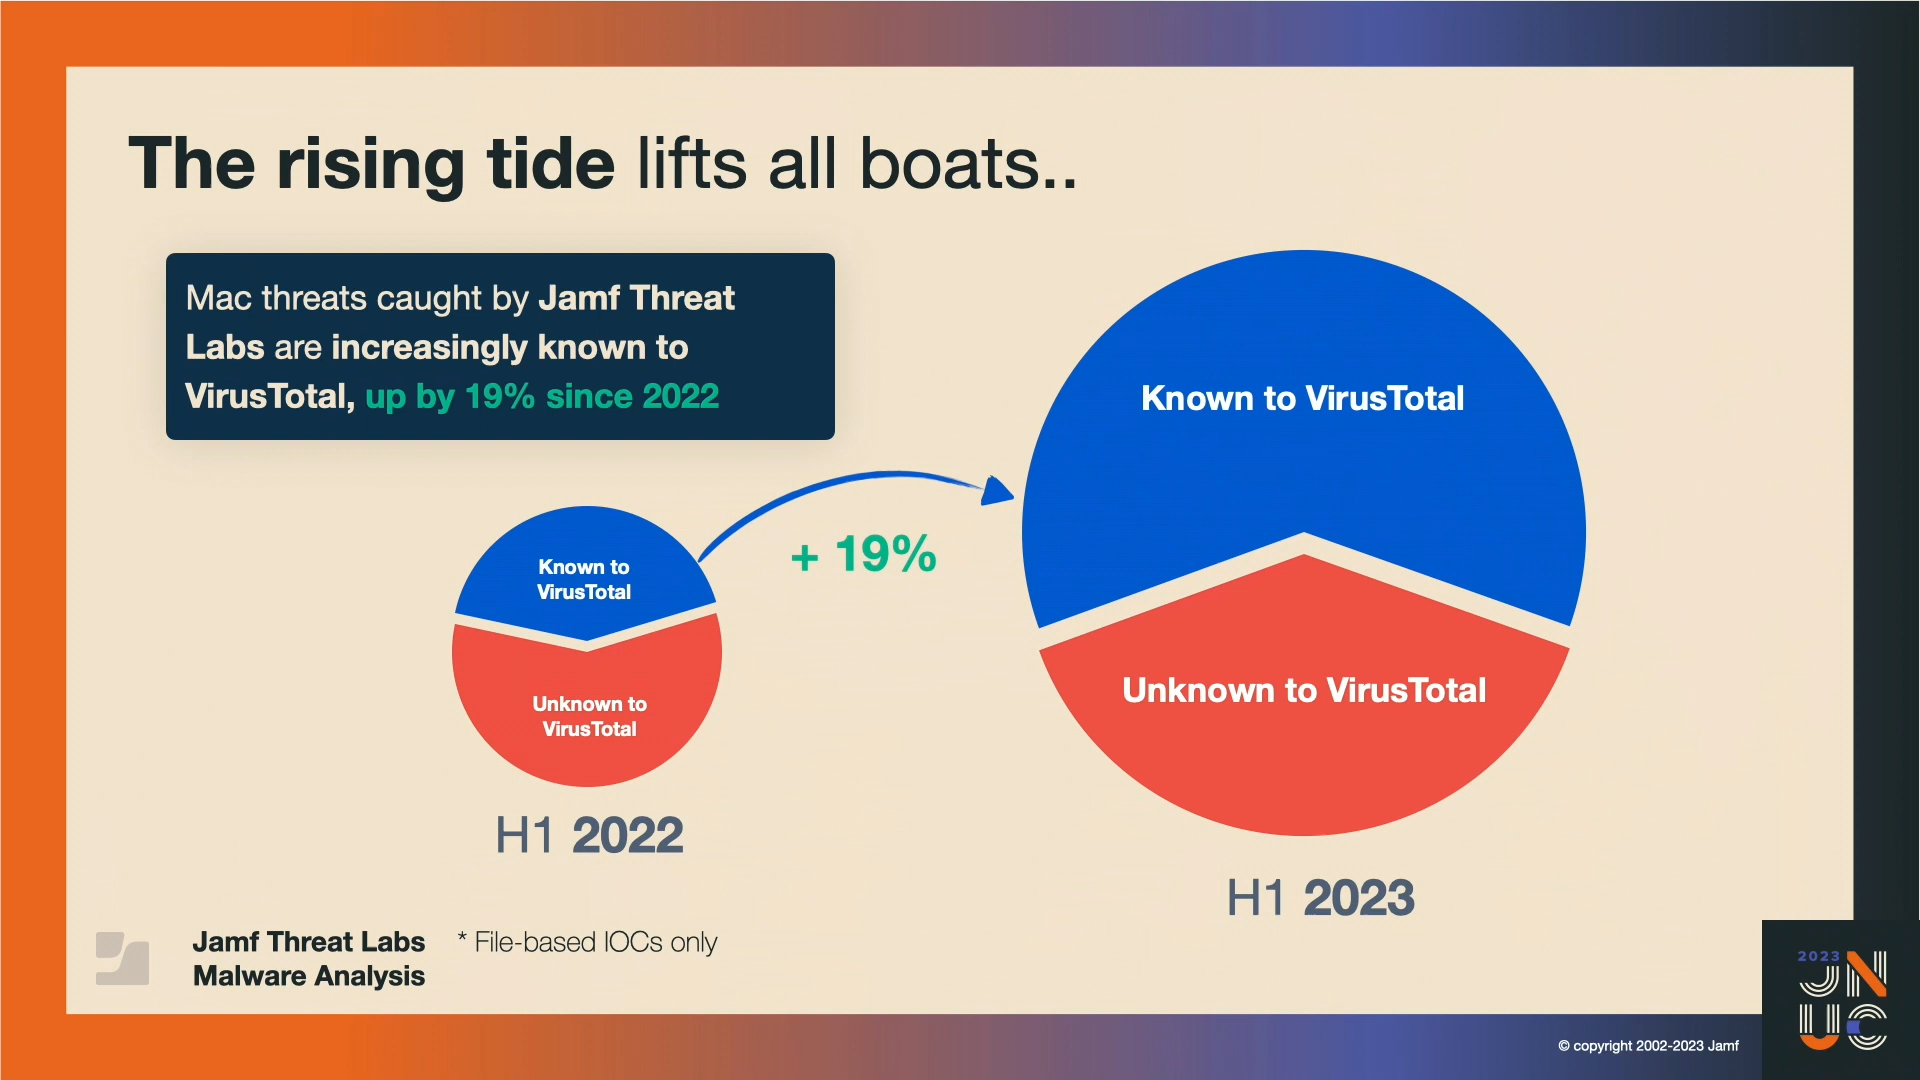 The rising tide lifts all boats..
Mac threats caught by Jamf Threat
Labs are increasingly known to
VirusTotal, up by 19% since 2022
Known to
VirusTotal
Unknown to
VirusTotal
H1 2022
+ 19%
Known to VirusTotal
Unknown to VirusTotal
H1 2023
Jamf Threat Labs
Malware Analysis
* File-based IOCs only
2023
JN
UC
© copyright 2002-2023 Jamf